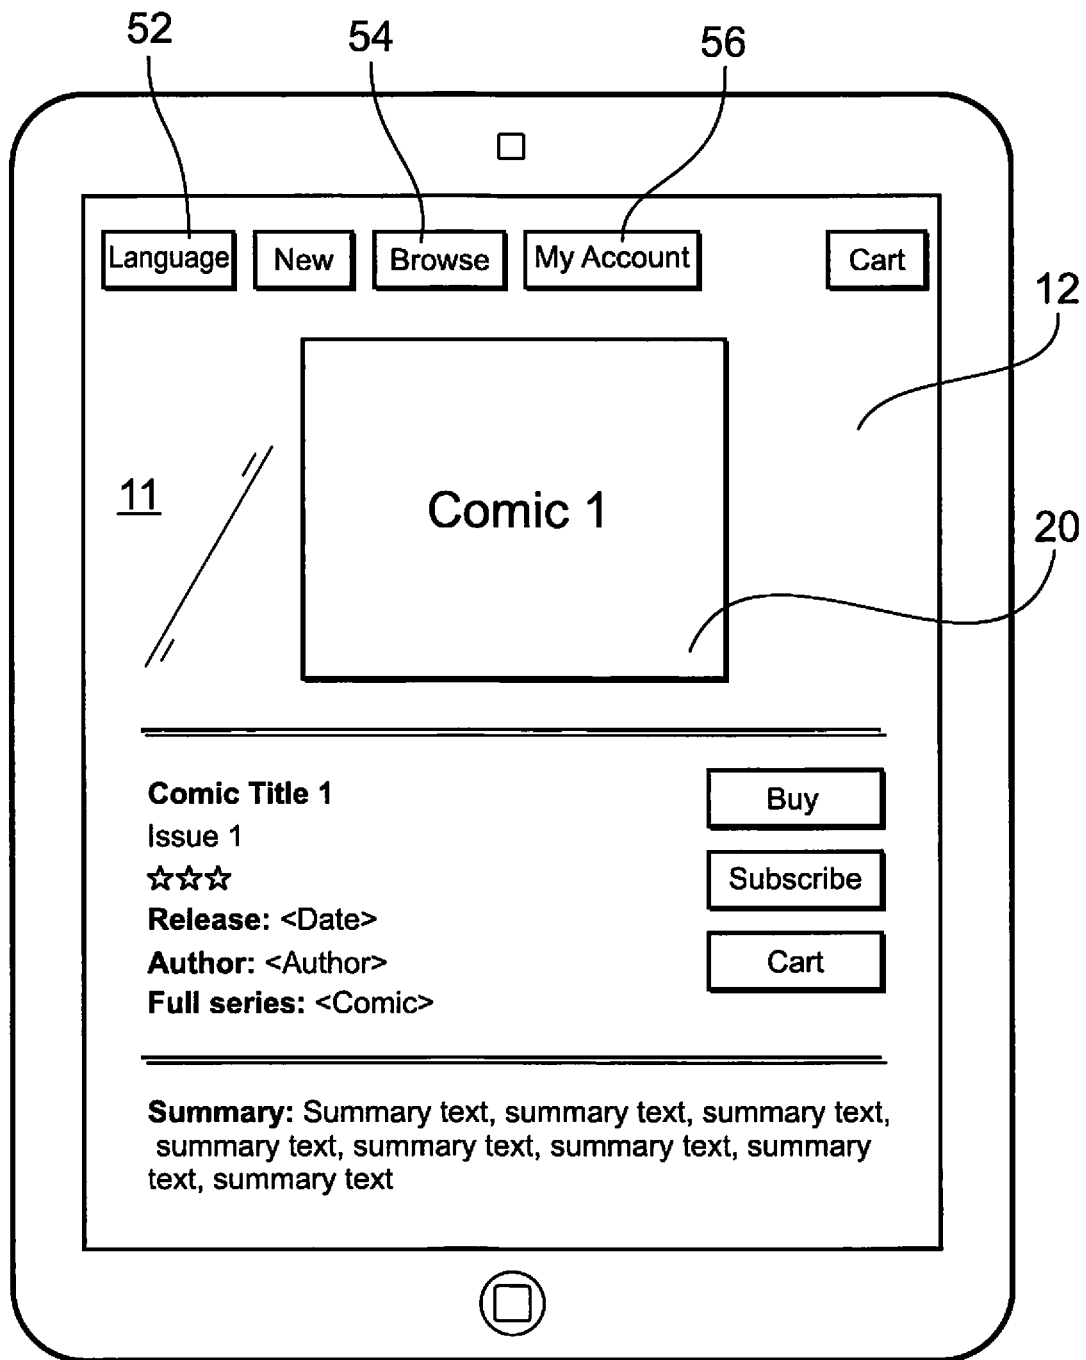 52 54 56
Language New Browse My Account Cart
12
11
Comic 1
20
Comic Title 1
Buy
Issue 1
☆☆☆
Subscribe
Release: <Date>
Author: <Author>
Cart
Full series: <Comic>
Summary: Summary text, summary text, summary text,
summary text, summary text, summary text, summary
text, summary text